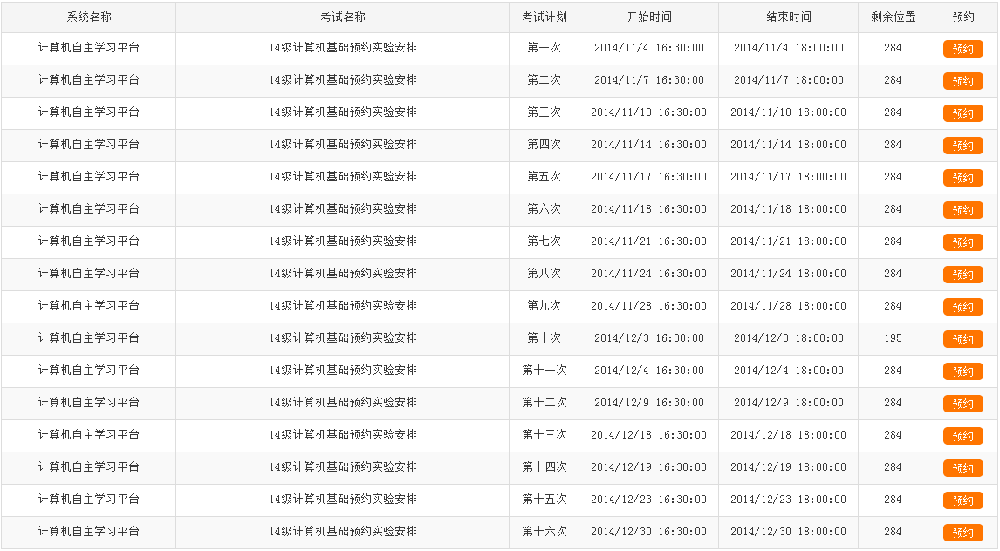 系统名称 考试名称 考试计划 开始时间 结束时间 剩余位置 预约
计算机自主学习平台 14级计算机基础预约实验安排 第一次 2014/11/4 16:30:00 2014/11/4 18:00:00 284 预约
计算机自主学习平台 14级计算机基础预约实验安排 第二次 2014/11/7 16:30:00 2014/11/7 18:00:00 284 预约
计算机自主学习平台 14级计算机基础预约实验安排 第三次 2014/11/10 16:30:00 2014/11/10 18:00:00 284 预约
计算机自主学习平台 14级计算机基础预约实验安排 第四次 2014/11/14 16:30:00 2014/11/14 18:00:00 284 预约
计算机自主学习平台 14级计算机基础预约实验安排 第五次 2014/11/17 16:30:00 2014/11/17 18:00:00 284 预约
计算机自主学习平台 14级计算机基础预约实验安排 第六次 2014/11/18 16:30:00 2014/11/18 18:00:00 284 预约
计算机自主学习平台 14级计算机基础预约实验安排 第七次 2014/11/21 16:30:00 2014/11/21 18:00:00 284 预约
计算机自主学习平台 14级计算机基础预约实验安排 第八次 2014/11/24 16:30:00 2014/11/24 18:00:00 284 预约
计算机自主学习平台 14级计算机基础预约实验安排 第九次 2014/11/28 16:30:00 2014/11/28 18:00:00 284 预约
计算机自主学习平台 14级计算机基础预约实验安排 第十次 2014/12/3 16:30:00 2014/12/3 18:00:00 195 预约
计算机自主学习平台 14级计算机基础预约实验安排 第十一次 2014/12/4 16:30:00 2014/12/4 18:00:00 284 预约
计算机自主学习平台 14级计算机基础预约实验安排 第十二次 2014/12/9 16:30:00 2014/12/9 18:00:00 284 预约
计算机自主学习平台 14级计算机基础预约实验安排 第十三次 2014/12/18 16:30:00 2014/12/18 18:00:00 284 预约
计算机自主学习平台 14级计算机基础预约实验安排 第十四次 2014/12/19 16:30:00 2014/12/19 18:00:00 284 预约
计算机自主学习平台 14级计算机基础预约实验安排 第十五次 2014/12/23 16:30:00 2014/12/23 18:00:00 284 预约
计算机自主学习平台 14级计算机基础预约实验安排 第十六次 2014/12/30 16:30:00 2014/12/30 18:00:00 284 预约